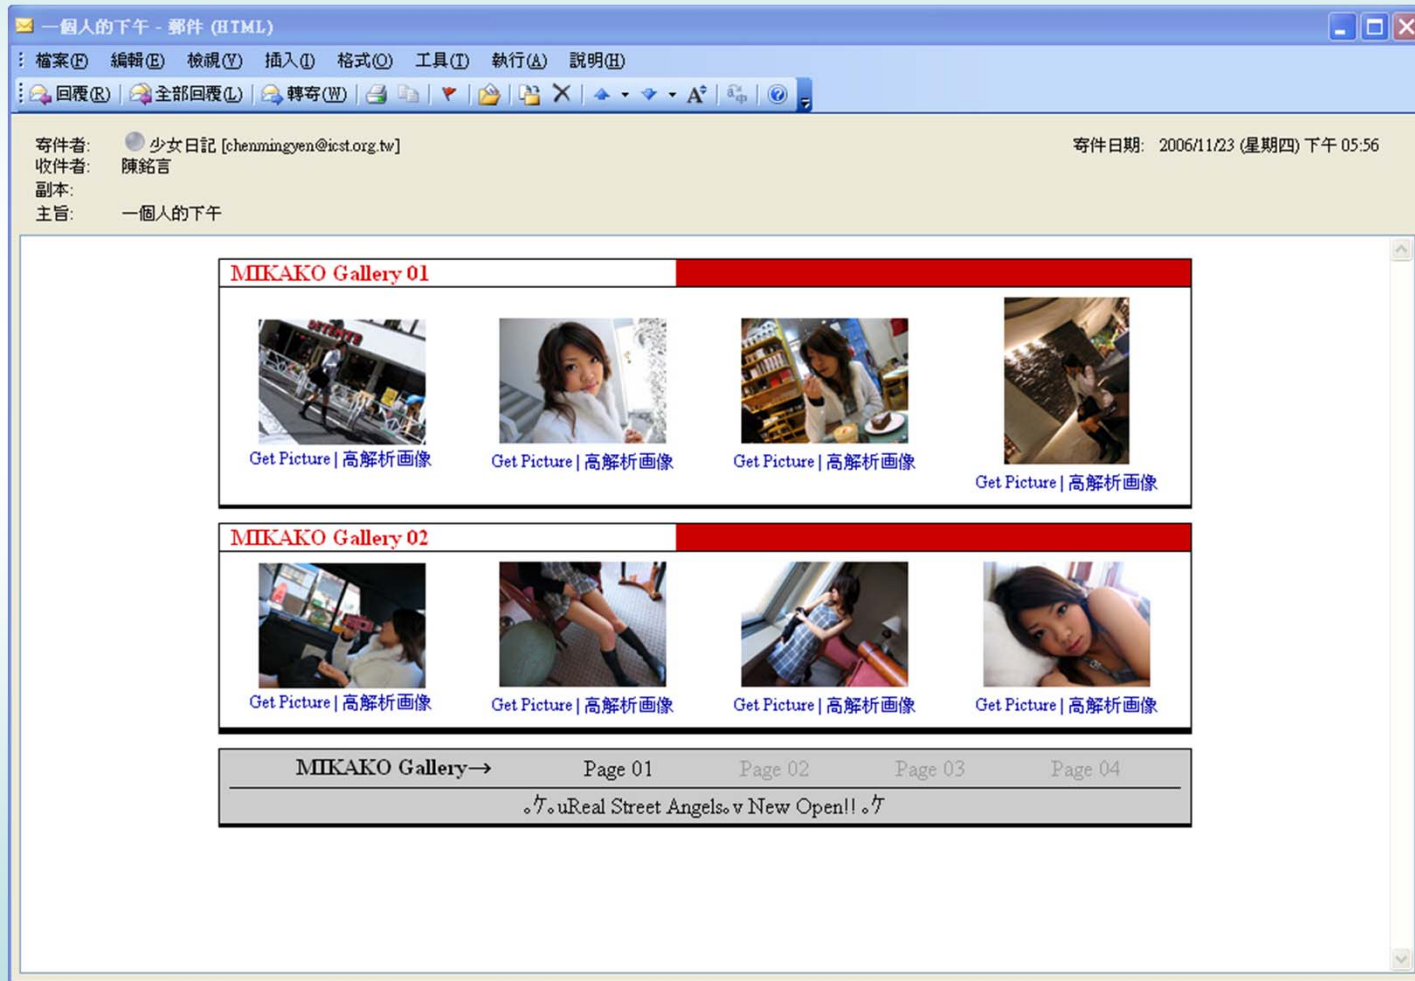 一個人的下午 - 郵件 (HTML)
檔案(F) 編輯(E) 檢視(V) 插入(I) 格式(O) 工具(T) 執行(A) 說明(H)
回覆(R) 全部回覆(L) 轉寄(W)
寄件者: 少女日記 [chenmingyen@icst.org.tw] 寄件日期: 2006/11/23 (星期四) 下午 05:56
收件者: 陳銘言
副本:
主旨: 一個人的下午
MIKAKO Gallery 01
Get Picture | 高解析画像 Get Picture | 高解析画像 Get Picture | 高解析画像 Get Picture | 高解析画像
MIKAKO Gallery 02
Get Picture | 高解析画像 Get Picture | 高解析画像 Get Picture | 高解析画像 Get Picture | 高解析画像
MIKAKO Gallery→ Page 01 Page 02 Page 03 Page 04
。ケ。uReal Street Angels。v New Open!! 。ケ